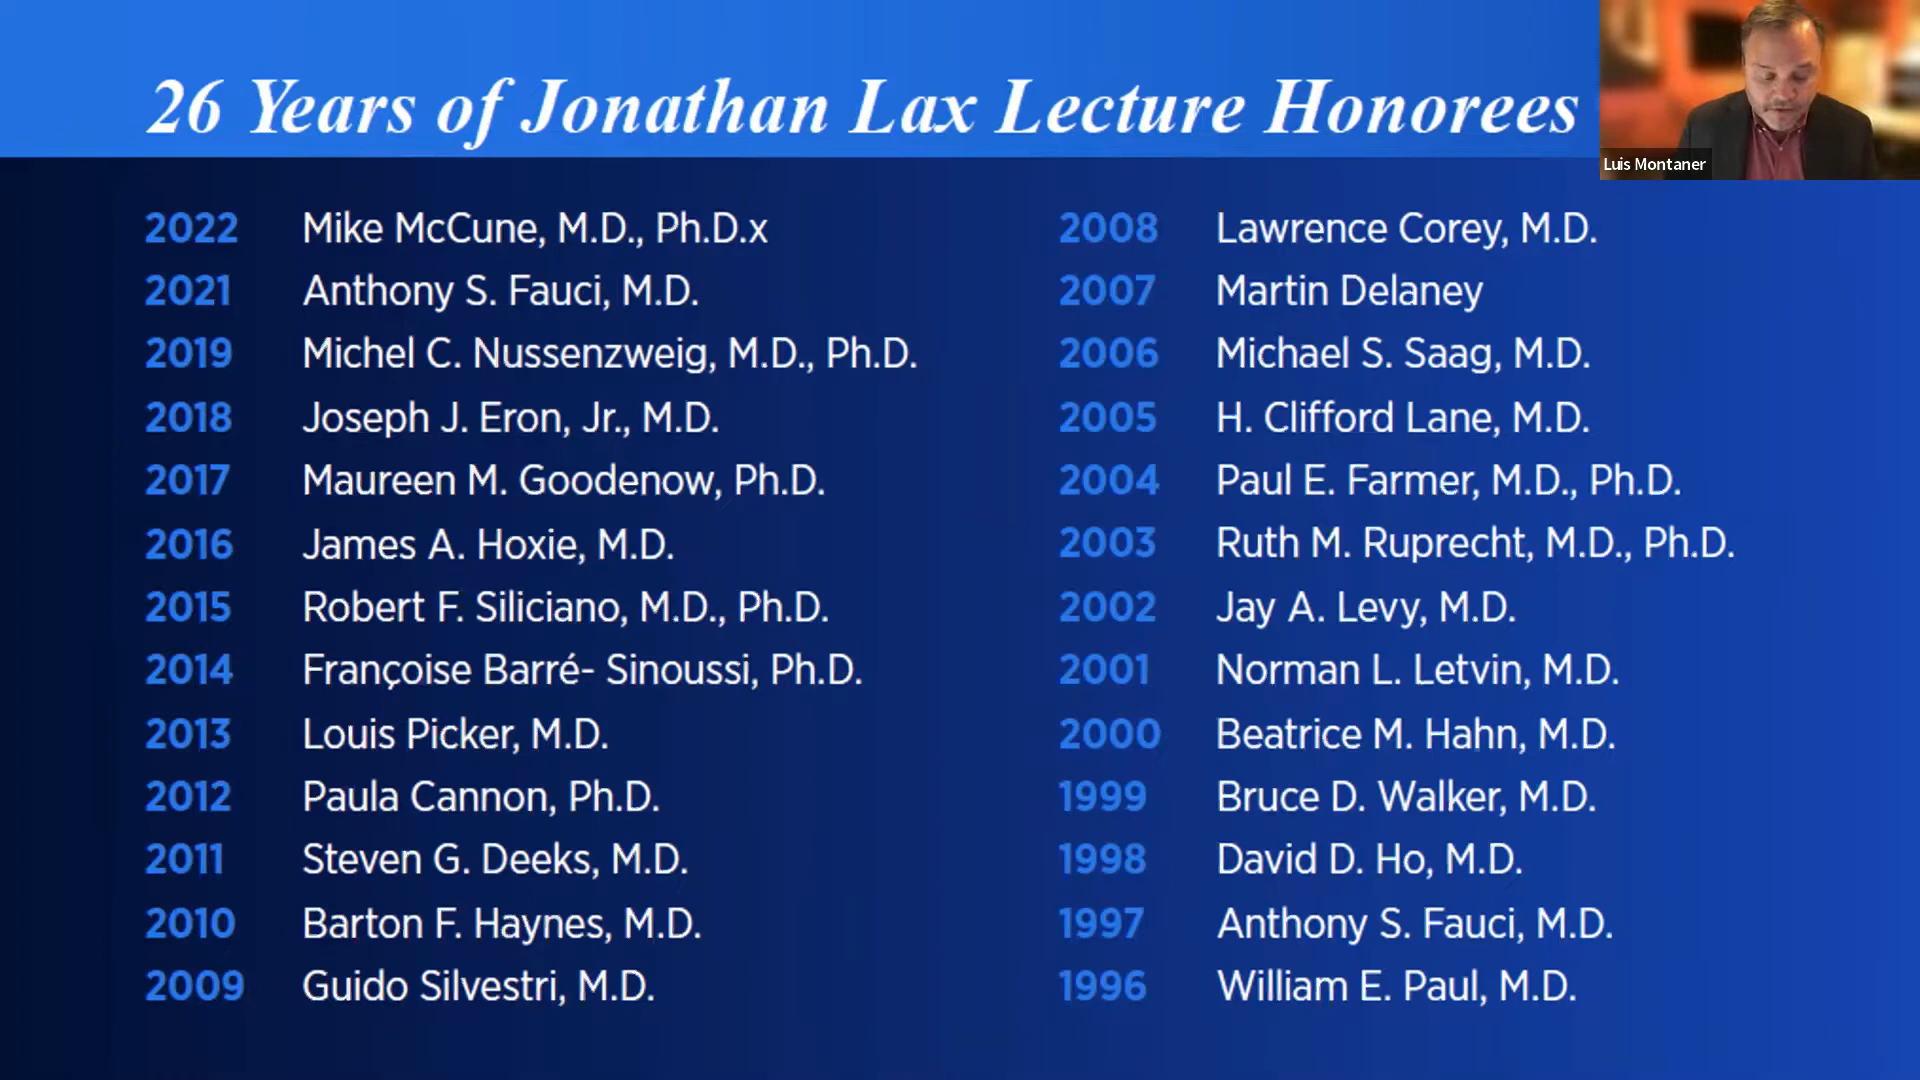 26 Years of Jonathan Lax Lecture Honorees
Luis Montaner
2022 Mike McCune, M.D., Ph.D.x
2021 Anthony S. Fauci, M.D.
2019 Michel C. Nussenzweig, M.D., Ph.D.
2018 Joseph J. Eron, Jr., M.D.
2017 Maureen M. Goodenow, Ph.D.
2016 James A. Hoxie, M.D.
2015 Robert F. Siliciano, M.D., Ph.D.
2014 Françoise Barré- Sinoussi, Ph.D.
2013 Louis Picker, M.D.
2012 Paula Cannon, Ph.D.
2011 Steven G. Deeks, M.D.
2010 Barton F. Haynes, M.D.
2009 Guido Silvestri, M.D.
2008 Lawrence Corey, M.D.
2007 Martin Delaney
2006 Michael S. Saag, M.D.
2005 H. Clifford Lane, M.D.
2004 Paul E. Farmer, M.D., Ph.D.
2003 Ruth M. Ruprecht, M.D., Ph.D.
2002 Jay A. Levy, M.D.
2001 Norman L. Letvin, M.D.
2000 Beatrice M. Hahn, M.D.
1999 Bruce D. Walker, M.D.
1998 David D. Ho, M.D.
1997 Anthony S. Fauci, M.D.
1996 William E. Paul, M.D.